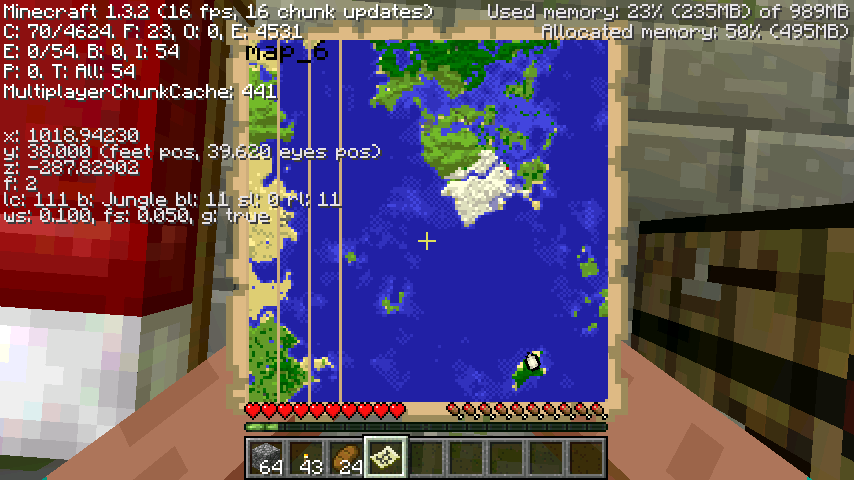 Minecraft 1.3.2 (16 fps, 16 chunk updates)
C: 70/4624. F: 23, O: 0, E: 4531
E: 0/54. B: 0, I: 54
P: 0. T: All: 54
MultiplayerChunkCache: 441
x: 1018.94230
y: 38.000 (feet pos, 39.620 eyes pos)
z: -287.82902
f: 2
lc: 111 b: Jungle bl: 11 sl: 0 rl: 11
ws: 0.100, fs: 0.050, g: true
Used memory: 23% (235MB) of 989MB
Allocated memory: 50% (495MB)
map_6
64
43
24